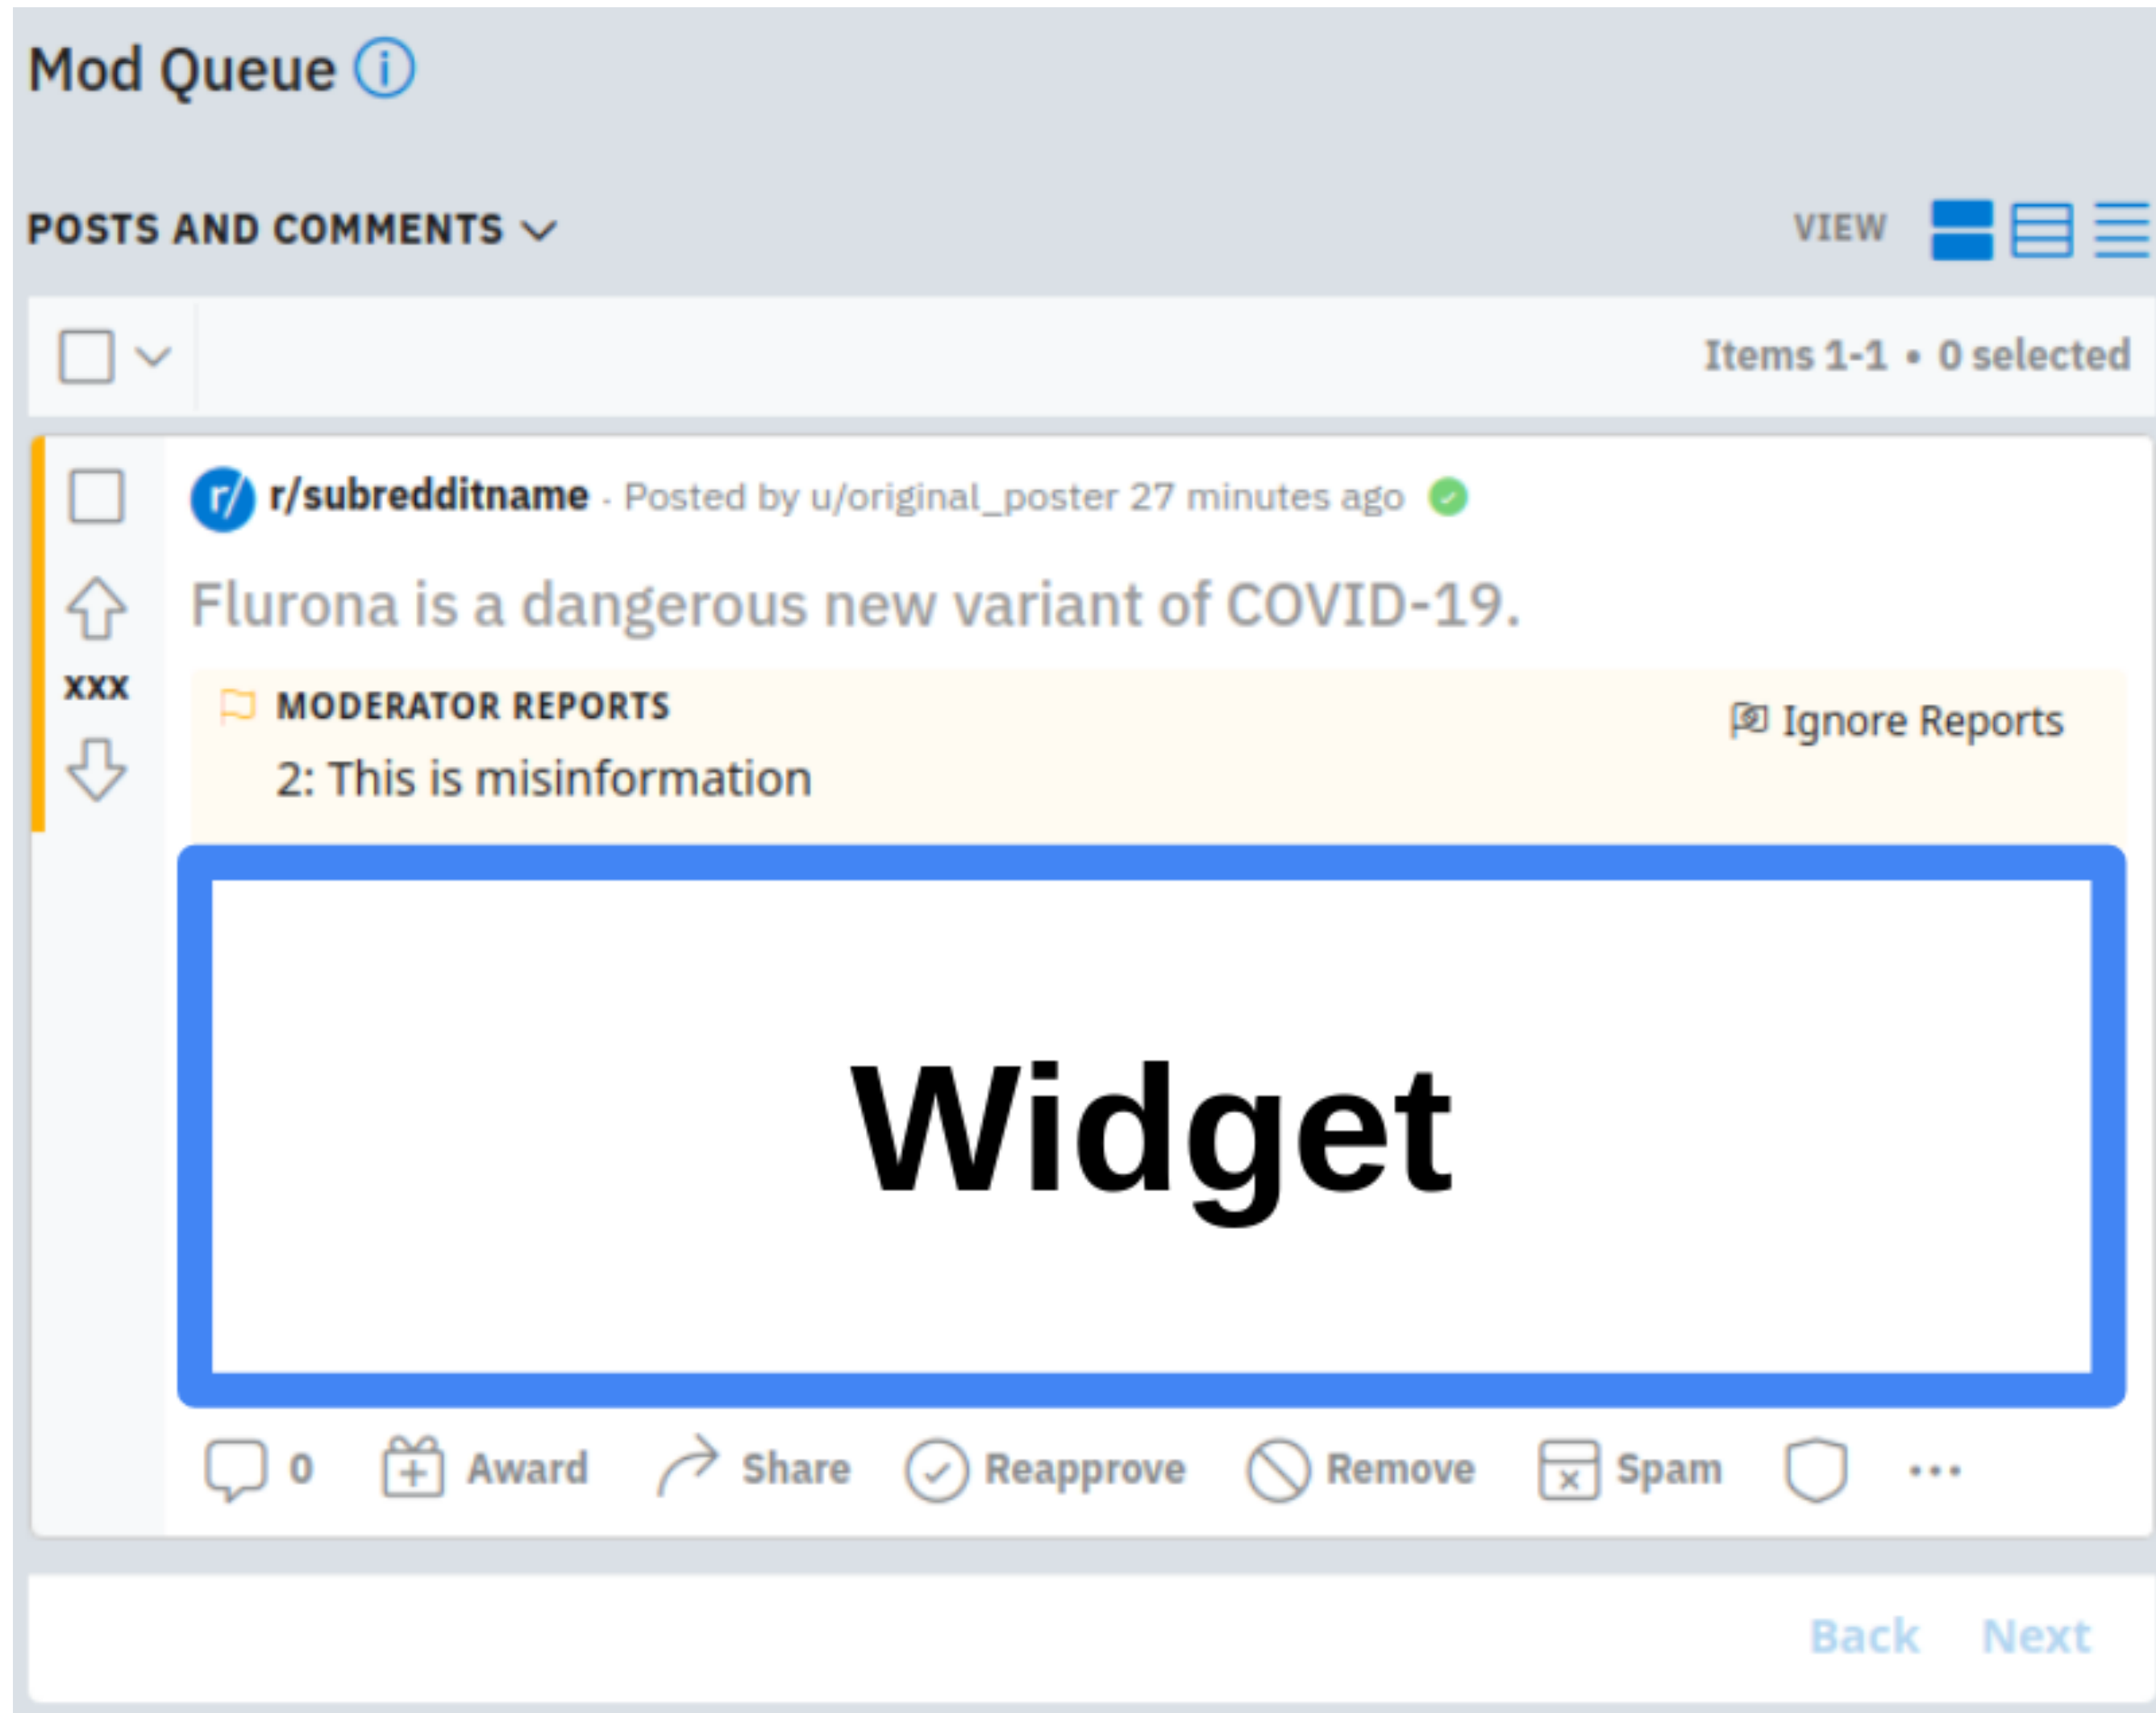 Mod Queue
POSTS AND COMMENTS
VIEW
Items 1-1 • 0 selected
r/ r/subredditname · Posted by u/original_poster 27 minutes ago
Flurona is a dangerous new variant of COVID-19.
xxx
MODERATOR REPORTS
Ignore Reports
2: This is misinformation
Widget
0 Award Share Reapprove Remove Spam ...
Back Next